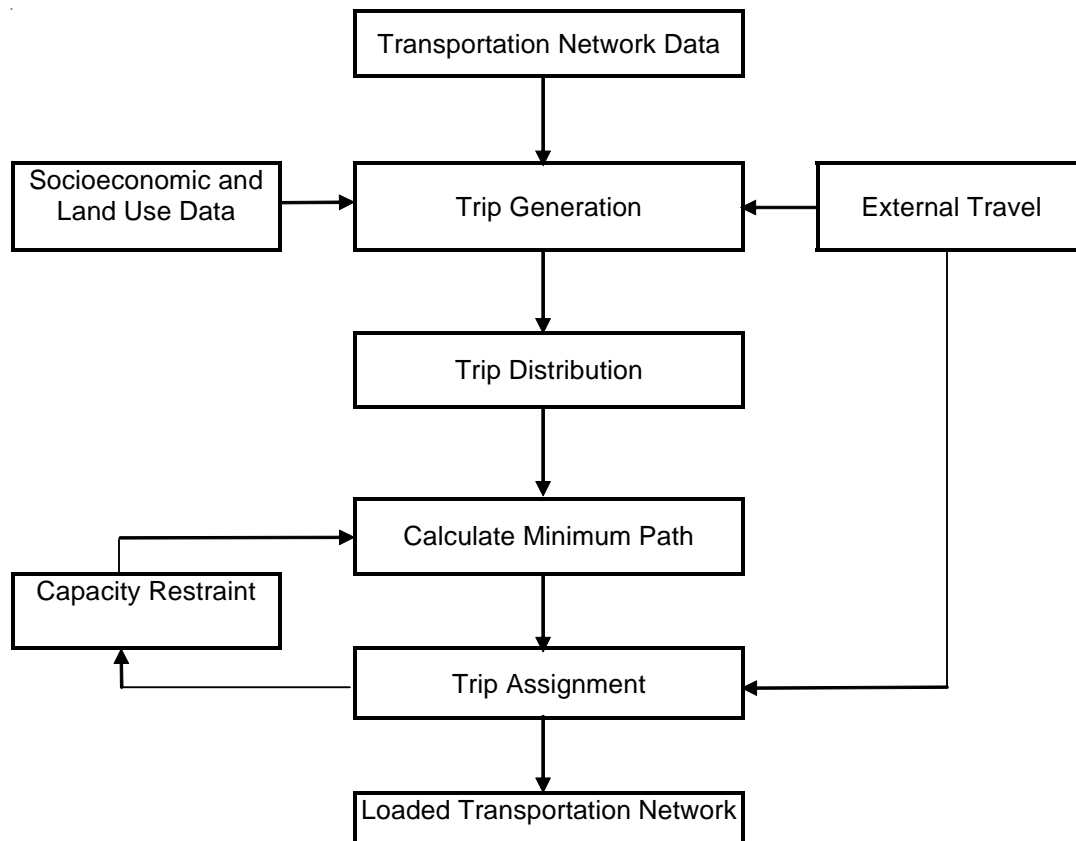 Transportation Network Data
Socioeconomic and
Land Use Data
Trip Generation
External Travel
Trip Distribution
Calculate Minimum Path
Capacity Restraint
Trip Assignment
Loaded Transportation Network